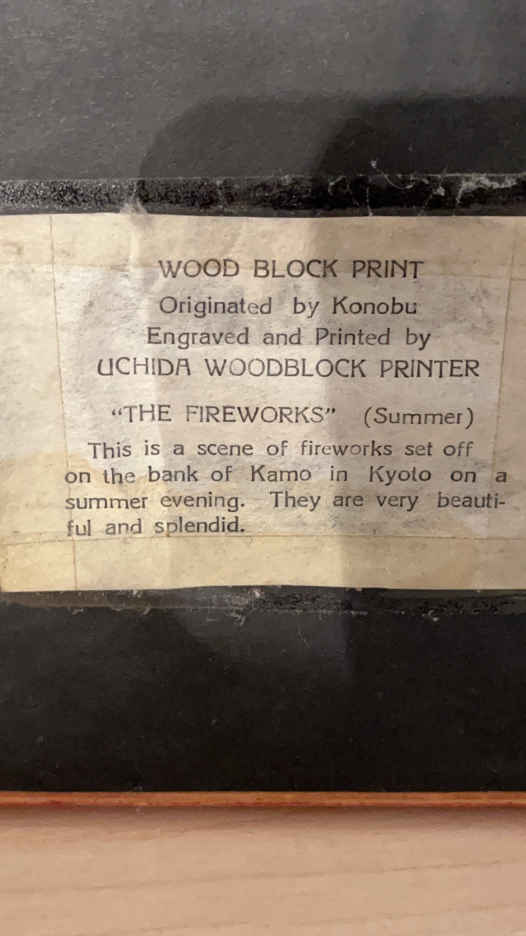 WOOD BLOCK PRINT
Originated by Konobu
Engraved and Printed by
UCHIDA WOODBLOCK PRINTER
“THE FIREWORKS” (Summer)
This is a scene of fireworks set off
on the bank of Kamo in Kyoto on a
summer evening. They are very beauti-
ful and splendid.